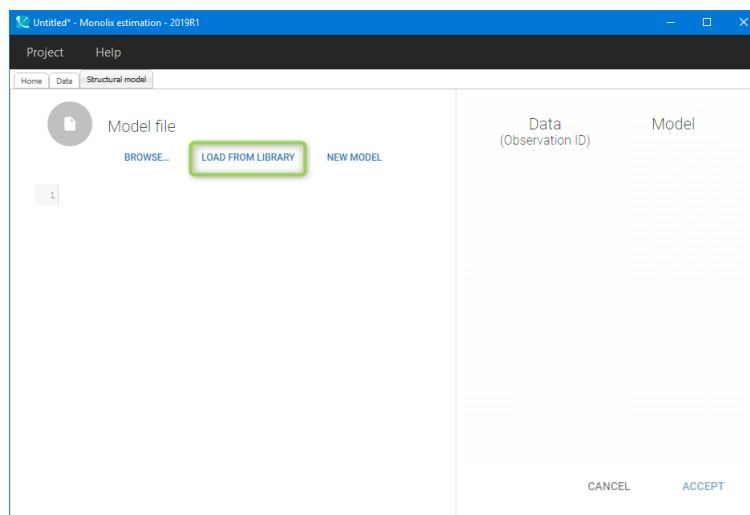 Untitled* - Monolix estimation - 2019R1
Project Help
Home Data Structural model
Model file
BROWSE... LOAD FROM LIBRARY NEW MODEL
1
Data Model
(Observation ID)
CANCEL ACCEPT